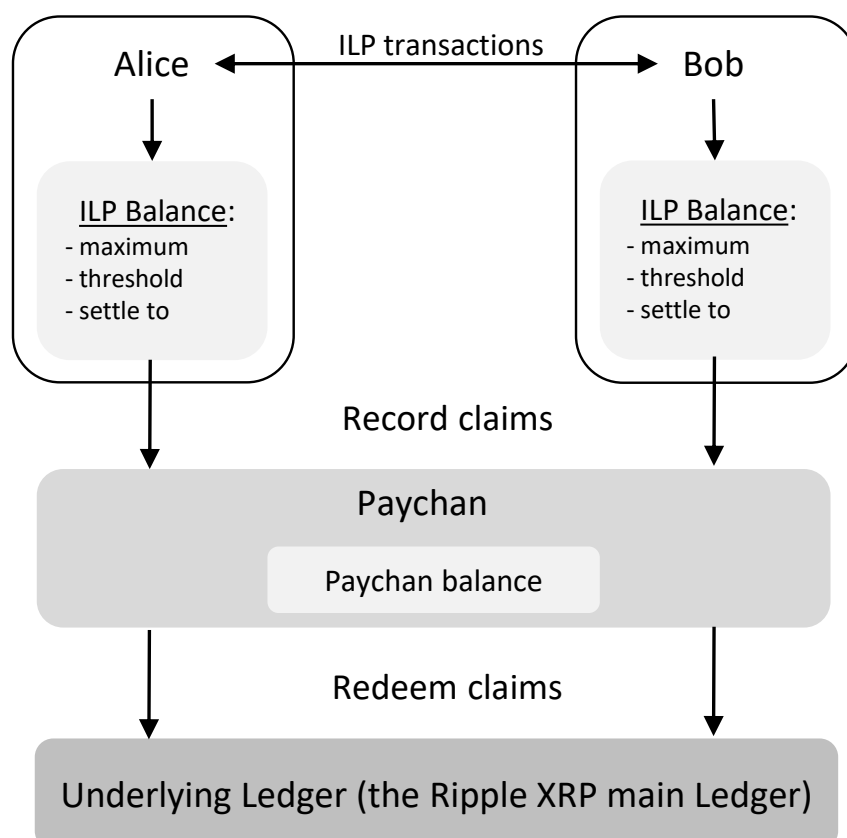 ILP transactions
Alice
Bob
ILP Balance:
- maximum
- threshold
- settle to
ILP Balance:
- maximum
- threshold
- settle to
Record claims
Paychan
Paychan balance
Redeem claims
Underlying Ledger (the Ripple XRP main Ledger)